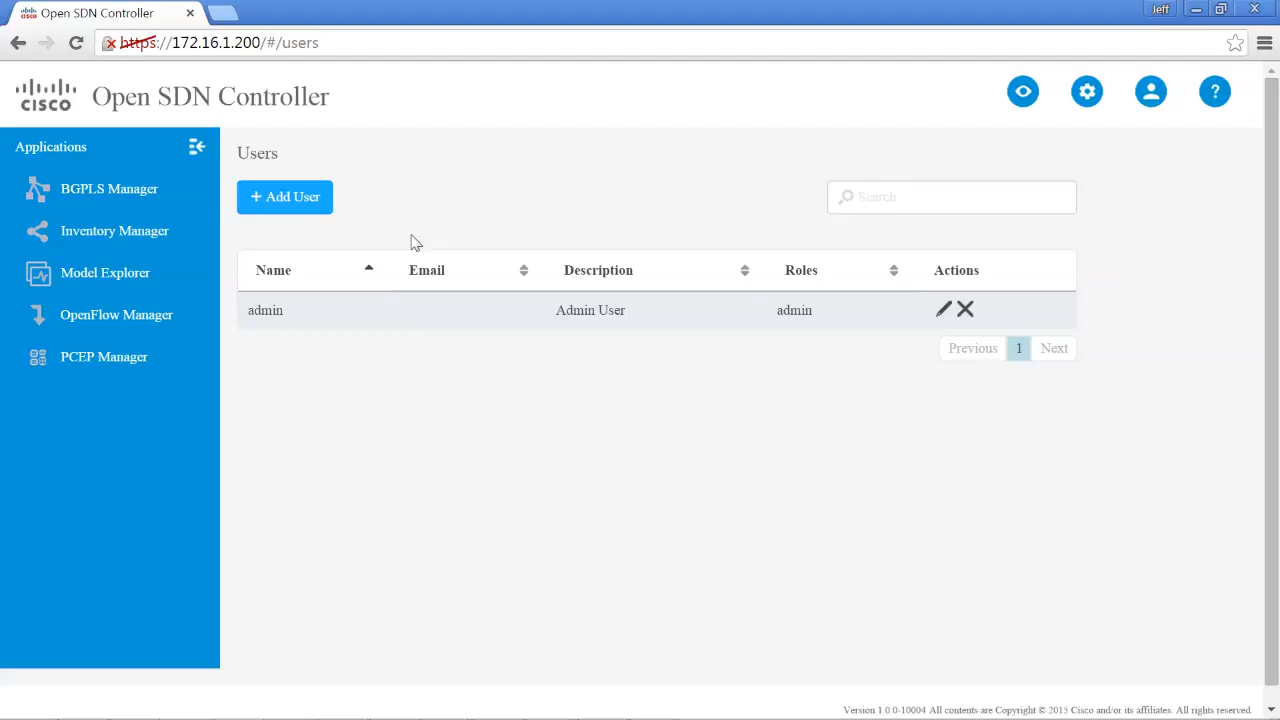 Open SDN Controller
Jeff
https://172.16.1.200/#/users
CISCO
Open SDN Controller
?
Applications
BGPLS Manager
Inventory Manager
Model Explorer
OpenFlow Manager
PCEP Manager
Users
+ Add User
Search
Name Email Description Roles Actions
admin Admin User admin
Previous 1 Next
Version 1.0.0-10004 All contents are Copyright © 2015 Cisco and/or its affiliates. All rights reserved.